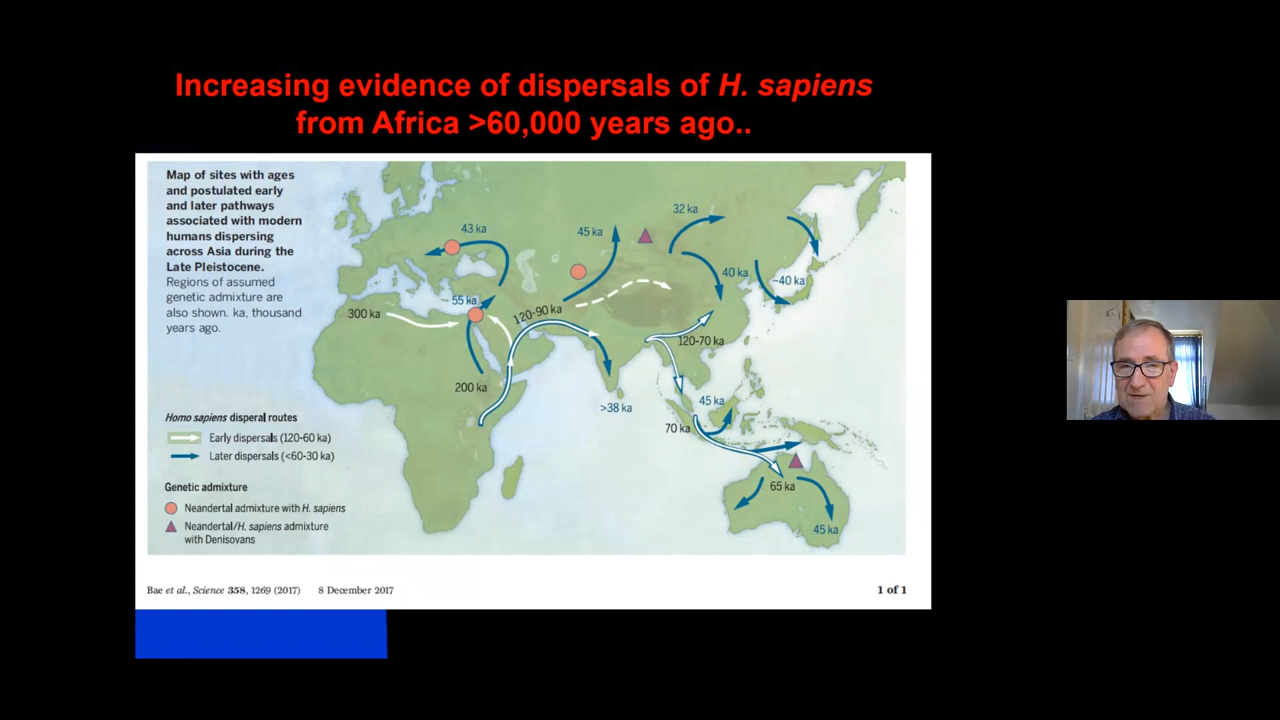 Increasing evidence of dispersals of H. sapiens
from Africa >60,000 years ago..
Map of sites with ages
and postulated early
and later pathways
associated with modern
humans dispersing
across Asia during the
Late Pleistocene.
Regions of assumed
genetic admixture are
also shown. ka, thousand
years ago.
32 ka
43 ka
45 ka
40 ka
~40 ka
55 ka
300 ka
120-90 ka
120-70 ka
200 ka
>38 ka
45 ka
70 ka
65 ka
45 ka
Homo sapiens disperal routes
Early dispersals (120-60 ka)
Later dispersals (<60-30 ka)
Genetic admixture
Neandertal admixture with H. sapiens
Neandertal/H. sapiens admixture
with Denisovans
Bae et al., Science 358, 1269 (2017) 8 December 2017
1 of 1